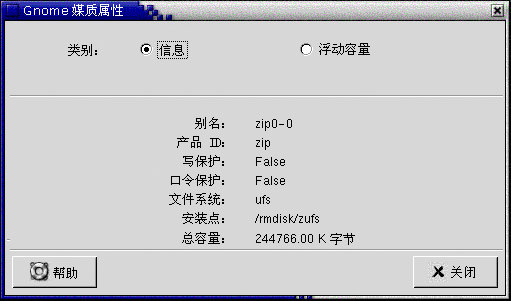 Gnome 媒质属性
类别： 信息 浮动容量
别名： zip0-0
产品 ID： zip
写保护： False
口令保护： False
文件系统： ufs
安装点： /rmdisk/zufs
总容量： 244766.00 K 字节
帮助 关闭